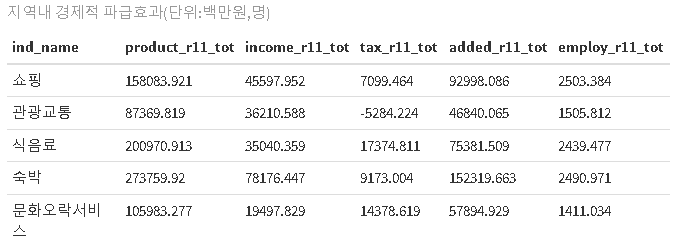 지역내 경제적 파급효과(단위:백만원,명)
ind_name product_r11_tot income_r11_tot tax_r11_tot added_r11_tot employ_r11_tot
쇼핑 158083.921 45597.952 7099.464 92998.086 2503.384
관광교통 87369.819 36210.588 -5284.224 46840.065 1505.812
식음료 200970.913 35040.359 17374.811 75381.509 2439.477
숙박 273759.92 78176.447 9173.004 152319.663 2490.971
문화오락서비 105983.277 19497.829 14378.619 57894.929 1411.034
스